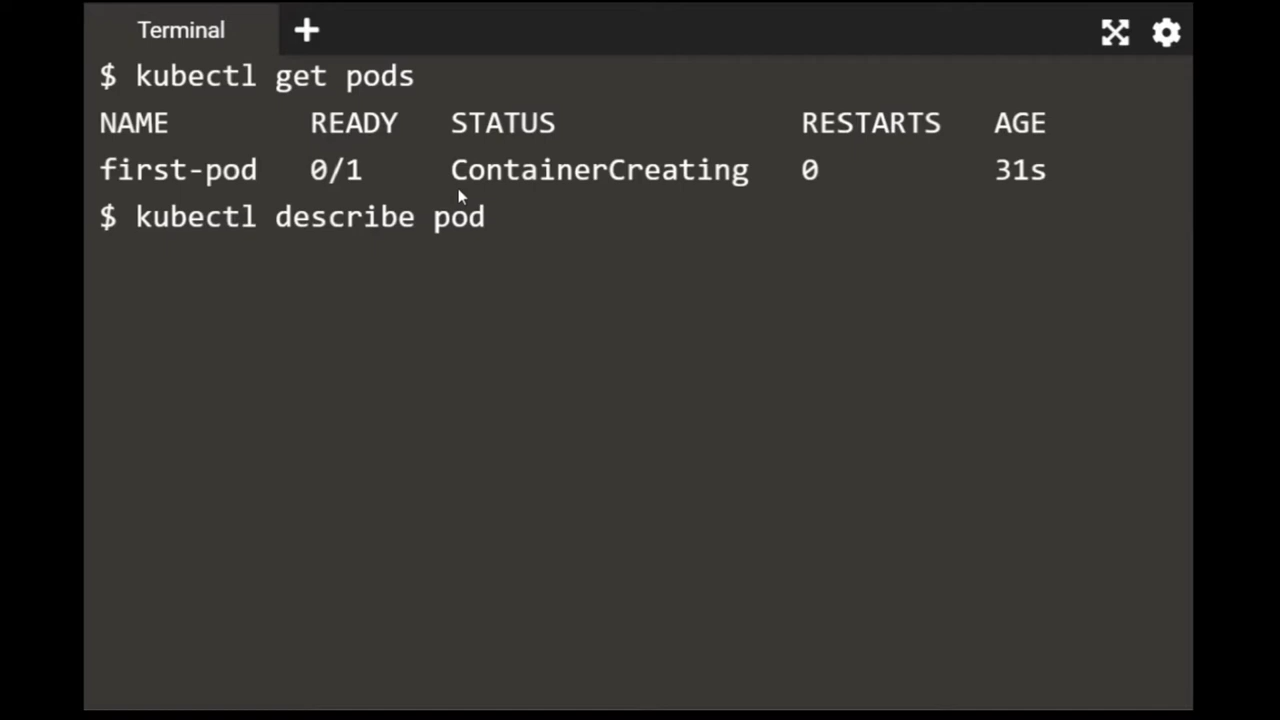 Terminal
$ kubectl get pods
NAME READY STATUS RESTARTS AGE
first-pod 0/1 ContainerCreating 0 31s
$ kubectl describe pod